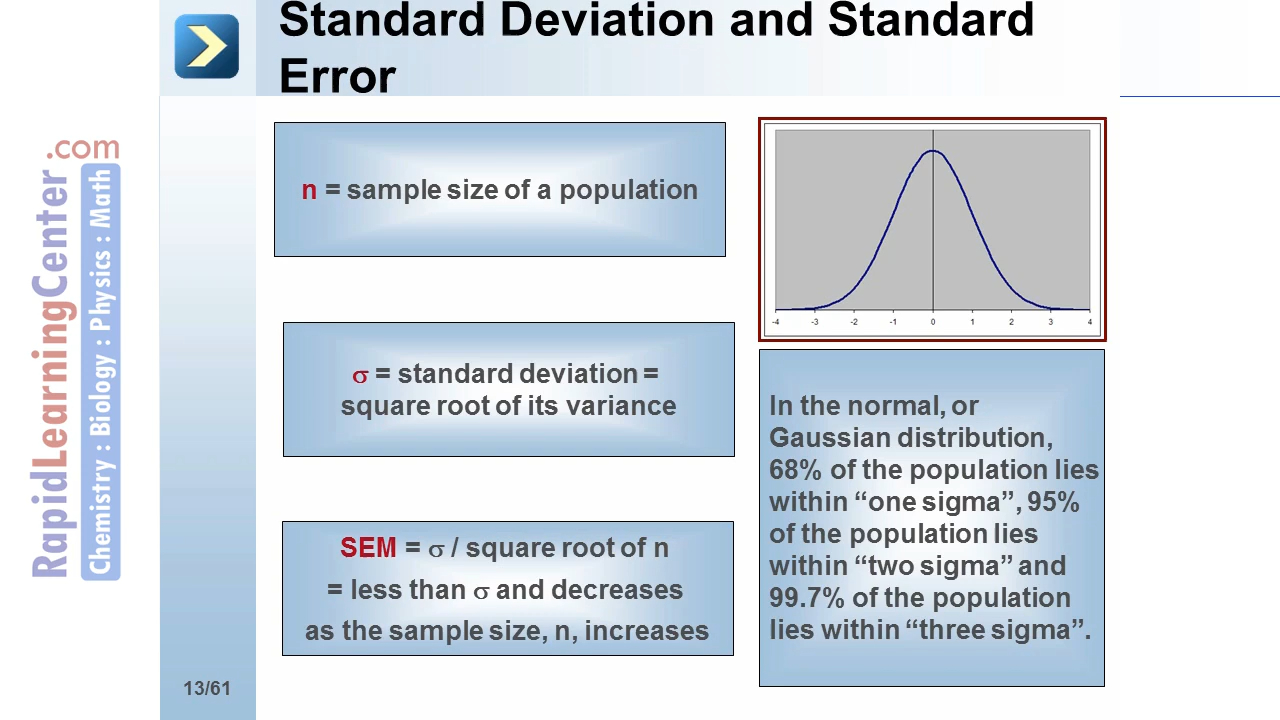 Standard Deviation and Standard
Error
RapidLearningCenter.com
Chemistry : Biology : Physics : Math
n = sample size of a population
σ = standard deviation =
square root of its variance
SEM = σ / square root of n
= less than σ and decreases
as the sample size, n, increases
-4 -3 -2 -1 0 1 2 3 4
In the normal, or
Gaussian distribution,
68% of the population lies
within “one sigma”, 95%
of the population lies
within “two sigma” and
99.7% of the population
lies within “three sigma”.
13/61